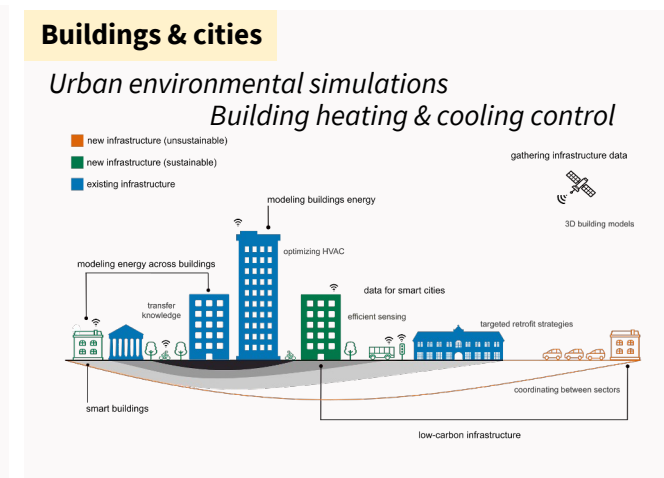 Buildings & cities
Urban environmental simulations
Building heating & cooling control
new infrastructure (unsustainable)
new infrastructure (sustainable)
existing infrastructure
gathering infrastructure data
3D building models
modeling buildings energy
optimizing HVAC
modeling energy across buildings
transfer
knowledge
data for smart cities
efficient sensing
targeted retrofit strategies
coordinating between sectors
smart buildings
low-carbon infrastructure